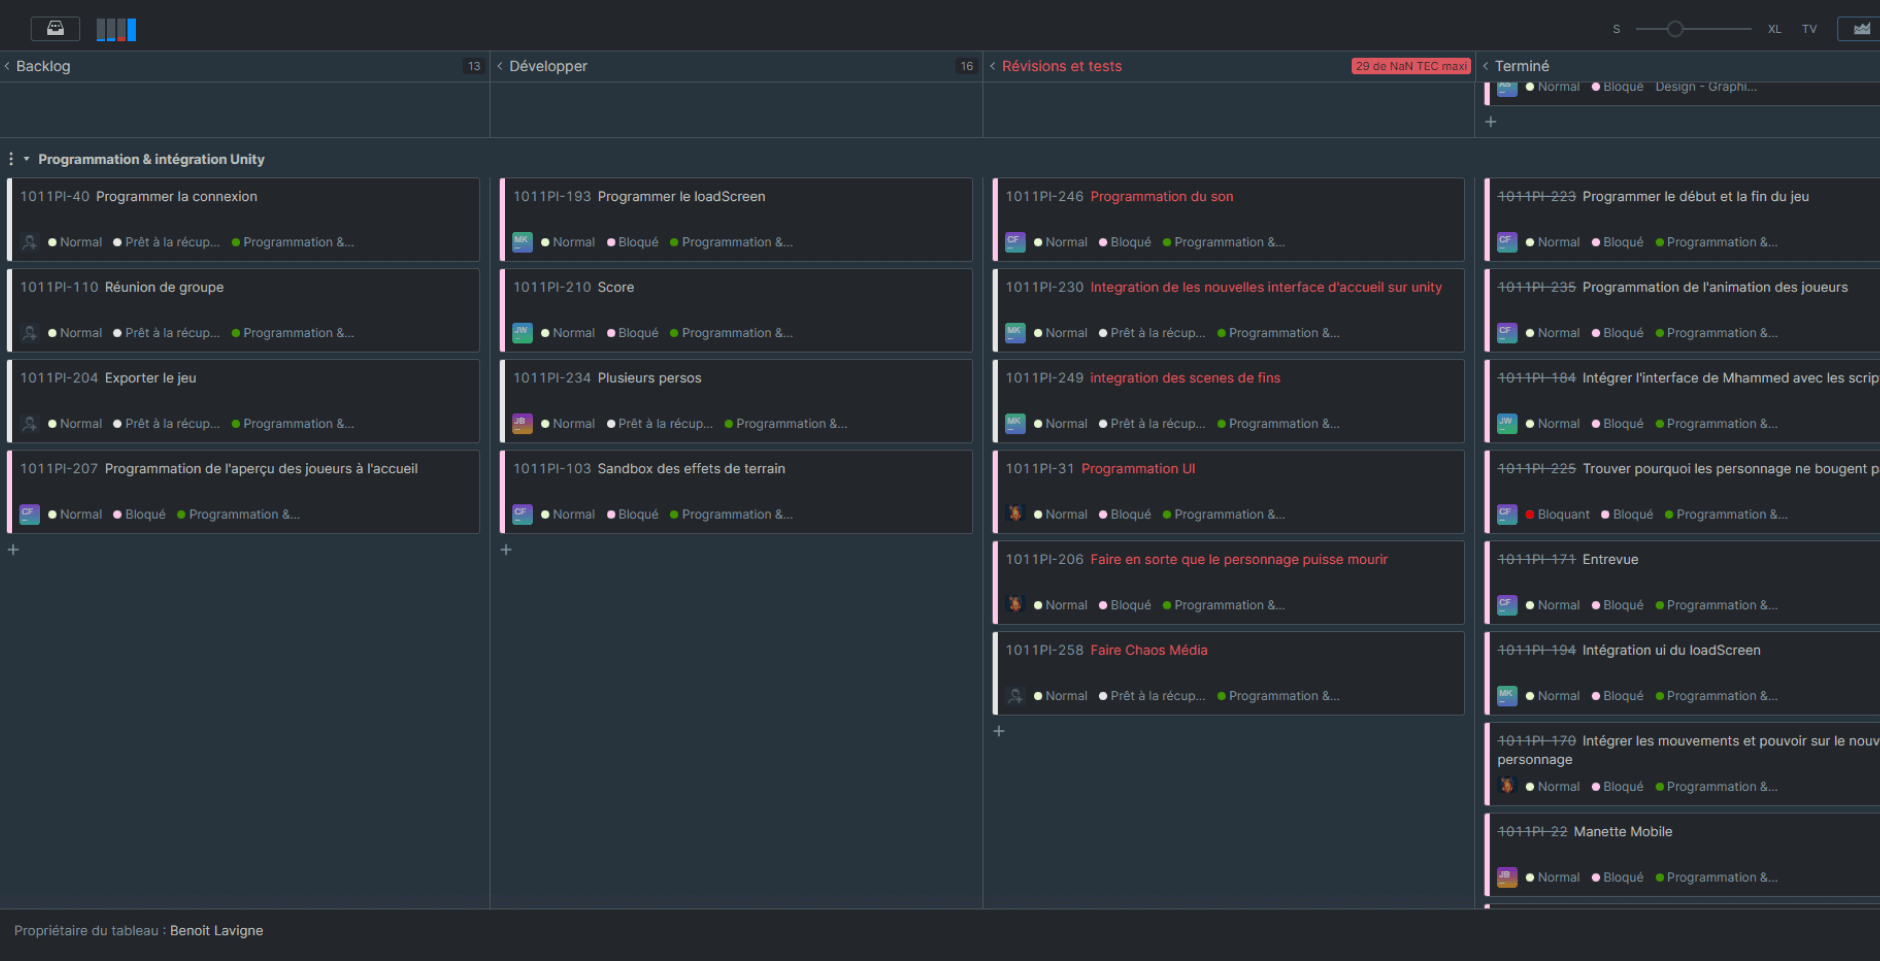 S XL TV
Backlog 13
Développer 16
Révisions et tests 29 de NaN TEC maxi
Terminé
Normal Bloqué Design - Graphi...
Programmation & intégration Unity
1011PI-40 Programmer la connexion
Normal Prêt à la récup... Programmation &...
1011PI-110 Réunion de groupe
Normal Prêt à la récup... Programmation &...
1011PI-204 Exporter le jeu
Normal Prêt à la récup... Programmation &...
1011PI-207 Programmation de l'aperçu des joueurs à l'accueil
CF Normal Bloqué Programmation &...
1011PI-193 Programmer le loadScreen
MK Normal Bloqué Programmation &...
1011PI-210 Score
JW Normal Bloqué Programmation &...
1011PI-234 Plusieurs persos
JB Normal Prêt à la récup... Programmation &...
1011PI-103 Sandbox des effets de terrain
CF Normal Bloqué Programmation &...
1011PI-246 Programmation du son
CF Normal Bloqué Programmation &...
1011PI-230 Integration de les nouvelles interface d'accueil sur unity
MK Normal Prêt à la récup... Programmation &...
1011PI-249 integration des scenes de fins
MK Normal Prêt à la récup... Programmation &...
1011PI-31 Programmation UI
Normal Bloqué Programmation &...
1011PI-206 Faire en sorte que le personnage puisse mourir
Normal Bloqué Programmation &...
1011PI-258 Faire Chaos Média
Normal Prêt à la récup... Programmation &...
1011PI-223 Programmer le début et la fin du jeu
CF Normal Bloqué Programmation &...
1011PI-235 Programmation de l'animation des joueurs
CF Normal Bloqué Programmation &...
1011PI-184 Intégrer l'interface de Mhammed avec les scrip
JW Normal Bloqué Programmation &...
1011PI-225 Trouver pourquoi les personnage ne bougent p
CF Bloquant Bloqué Programmation &...
1011PI-171 Entrevue
CF Normal Bloqué Programmation &...
1011PI-194 Intégration ui du loadScreen
MK Normal Bloqué Programmation &...
1011PI-170 Intégrer les mouvements et pouvoir sur le nouv
personnage
Normal Bloqué Programmation &...
1011PI-22 Manette Mobile
JB Normal Bloqué Programmation &...
Propriétaire du tableau : Benoit Lavigne